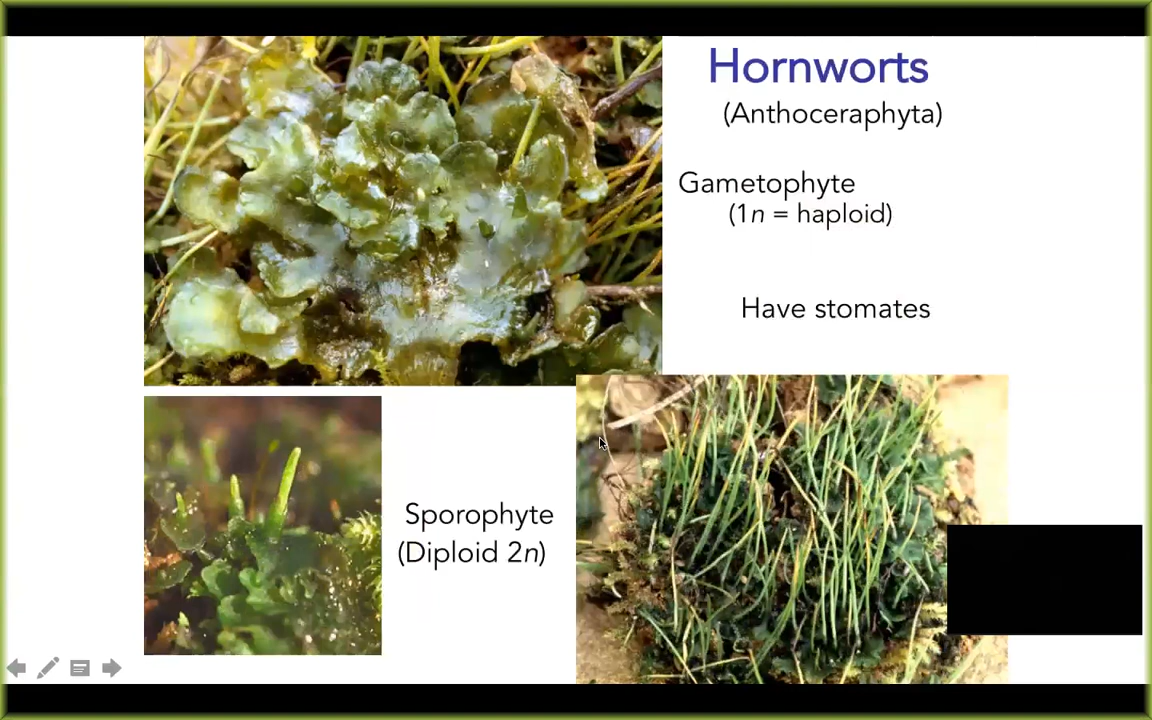 Hornworts
(Anthoceraphyta)
Gametophyte
(1n = haploid)
Have stomates
Sporophyte
(Diploid 2n)